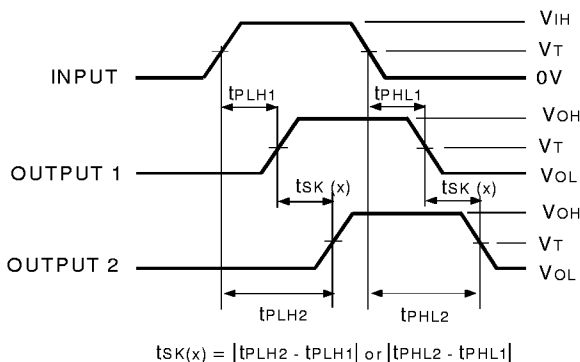 VIH
INPUT
VT
0V
tPLH1
tPHL1
VOH
OUTPUT 1
VT
VOL
tSK (x)
tSK (x)
VOH
OUTPUT 2
VT
VOL
tPLH2
tPHL2
tSK(x) = |tPLH2 - tPLH1| or |tPHL2 - tPHL1|